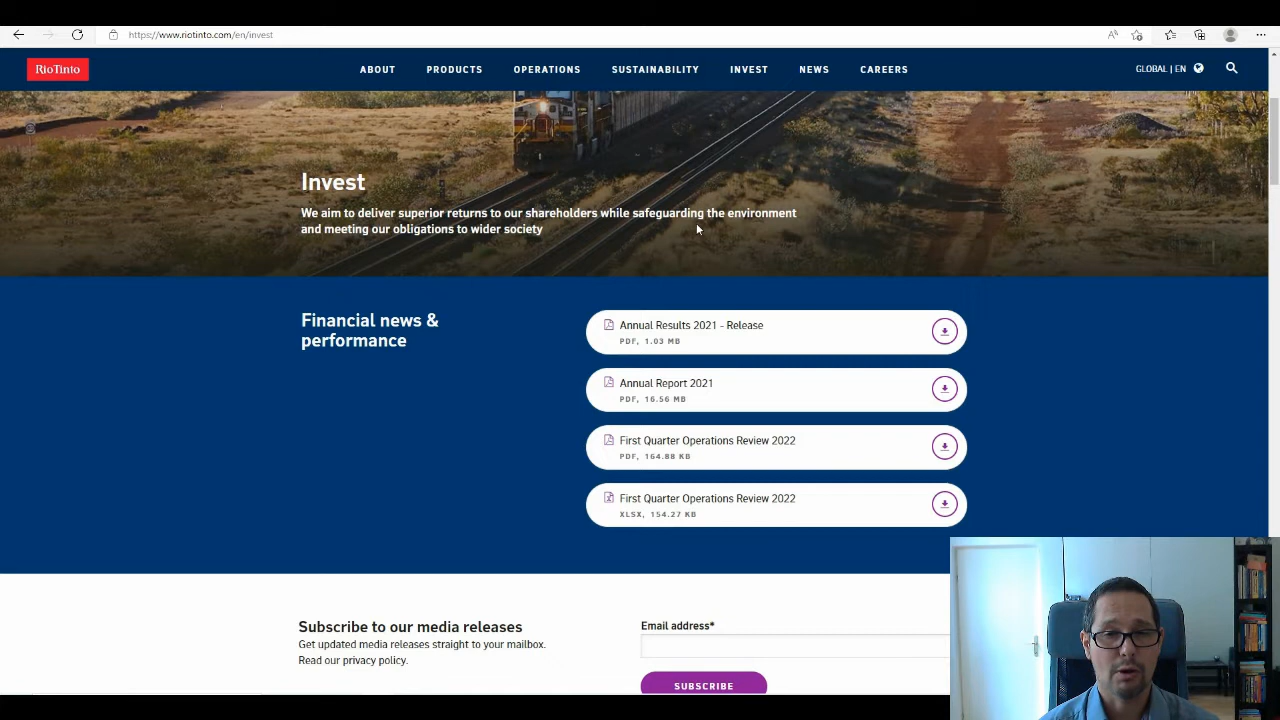 https://www.riotinto.com/en/invest
RioTinto
ABOUT
PRODUCTS
OPERATIONS
SUSTAINABILITY
INVEST
NEWS
CAREERS
GLOBAL | EN
Invest
We aim to deliver superior returns to our shareholders while safeguarding the environment
and meeting our obligations to wider society
Financial news &
performance
Annual Results 2021 - Release
PDF, 1.03 MB
Annual Report 2021
PDF, 16.56 MB
First Quarter Operations Review 2022
PDF, 164.88 KB
First Quarter Operations Review 2022
XLSX, 154.27 KB
Subscribe to our media releases
Get updated media releases straight to your mailbox.
Read our privacy policy.
Email address*
SUBSCRIBE